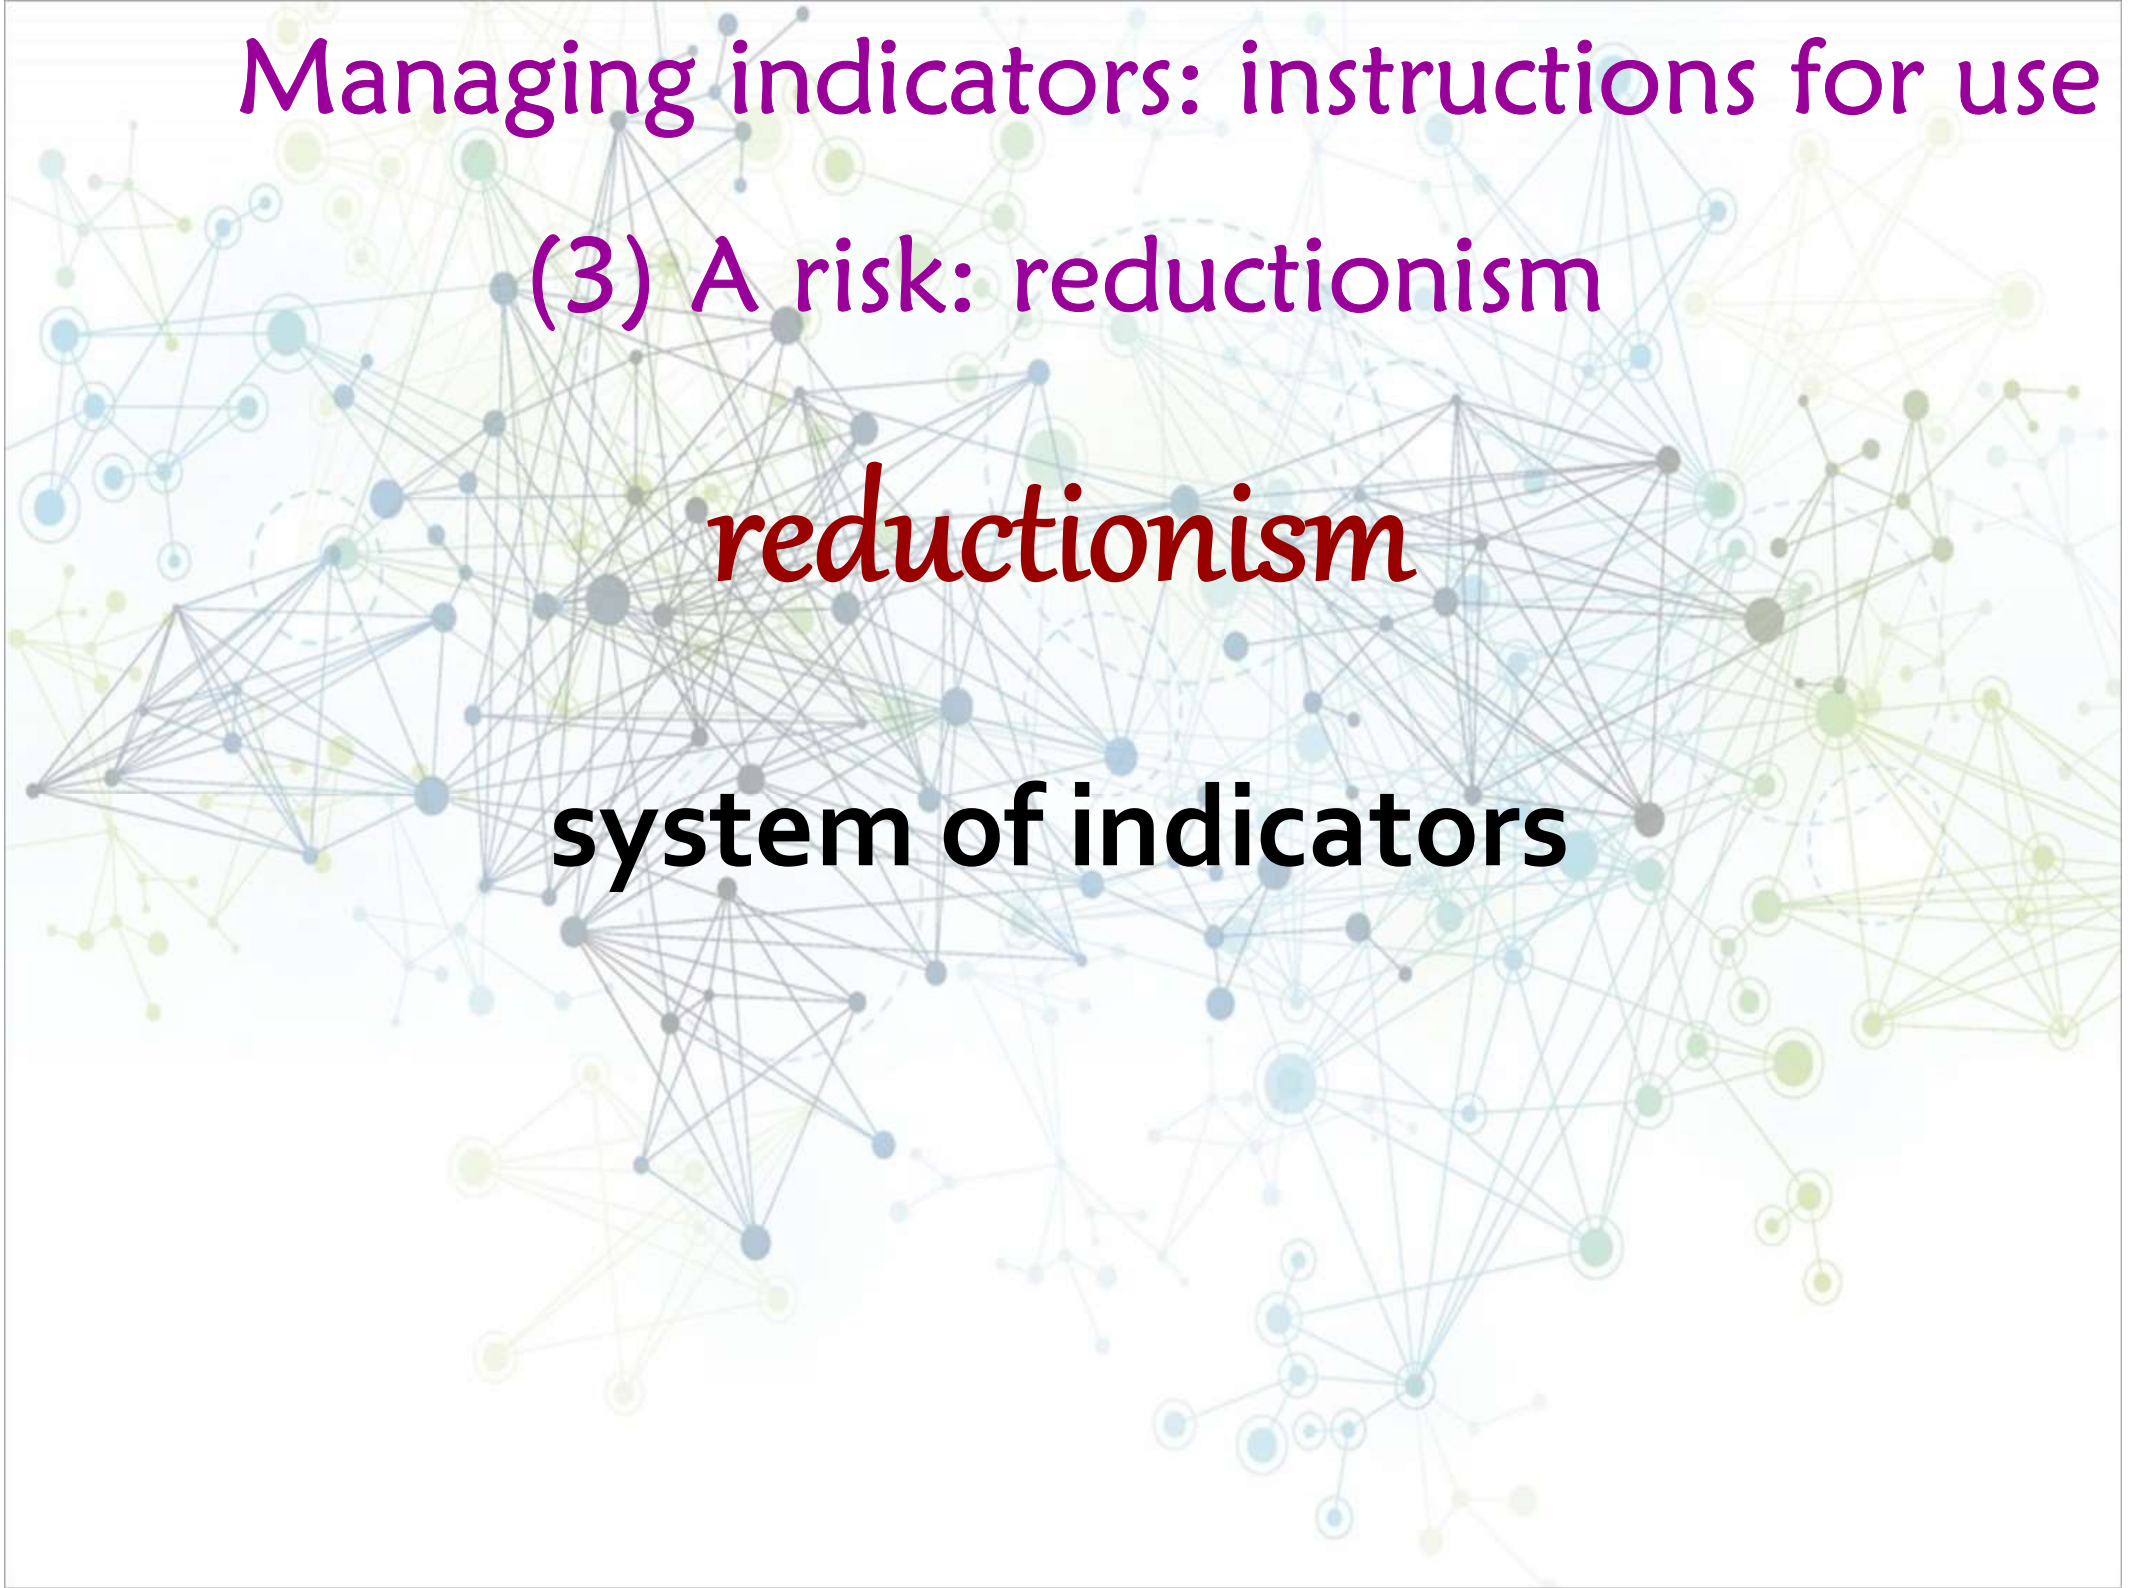 Managing indicators: instructions for use
(3) A risk: reductionism
reductionism
system of indicators